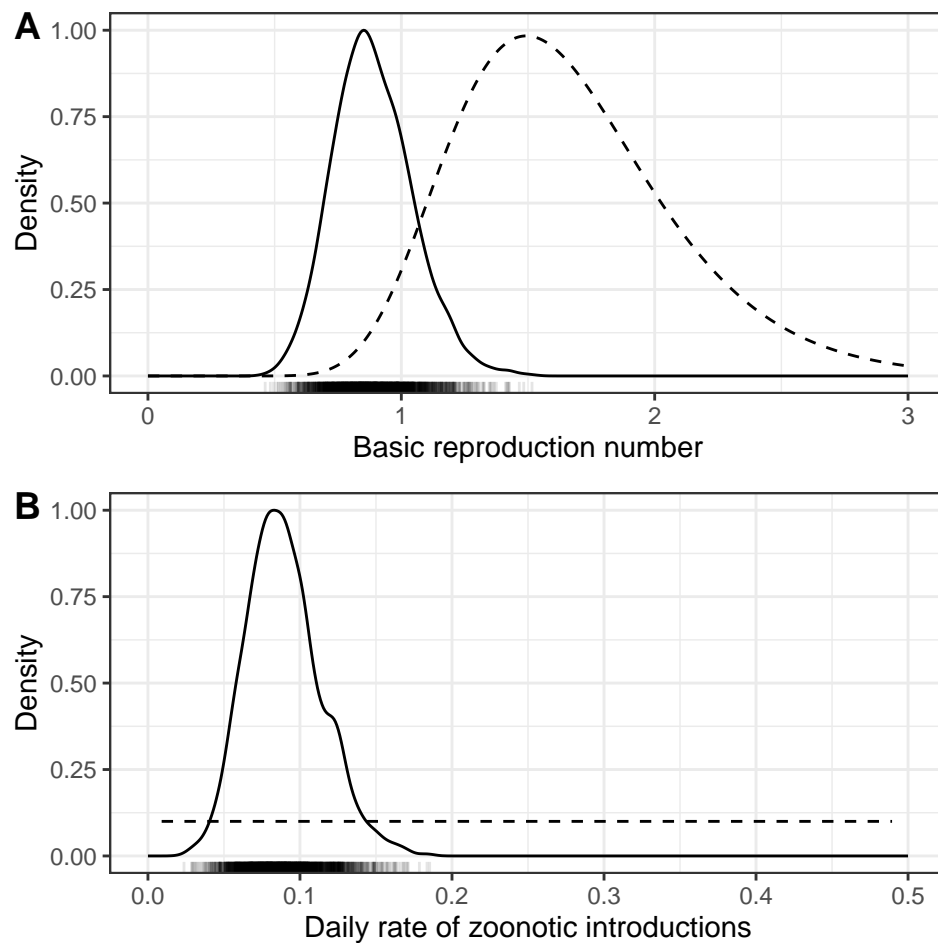 A
1.00
0.75
0.50
0.25
0.00
Density
0 1 2 3
Basic reproduction number
B
1.00
0.75
0.50
0.25
0.00
Density
0.0 0.1 0.2 0.3 0.4 0.5
Daily rate of zoonotic introductions